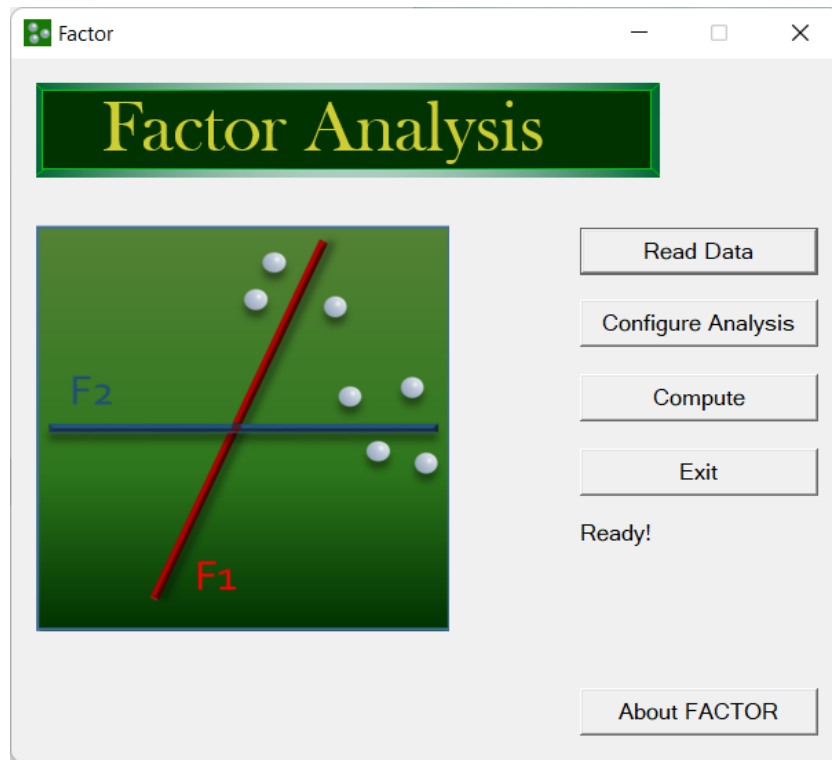 Factor
Factor Analysis
Read Data
Configure Analysis
F2
Compute
Exit
Ready!
F1
About FACTOR